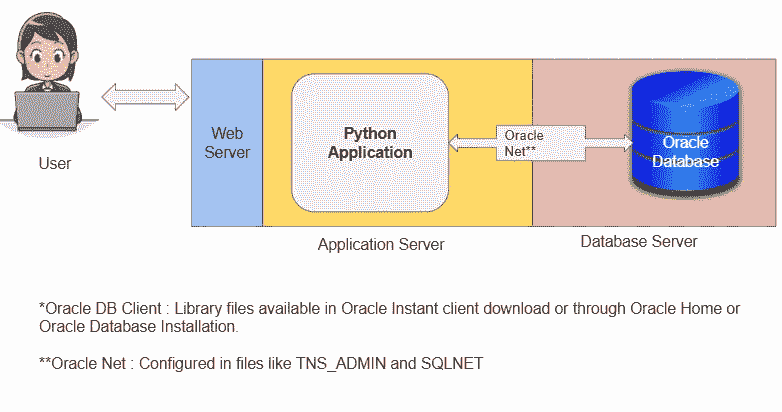 Web
Server
Python
Application
Oracle
Net**
Oracle
Database
User
Application Server
Database Server
*Oracle DB Client : Library files available in Oracle Instant client download or through Oracle Home or
Oracle Database Installation.
**Oracle Net : Configured in files like TNS_ADMIN and SQLNET